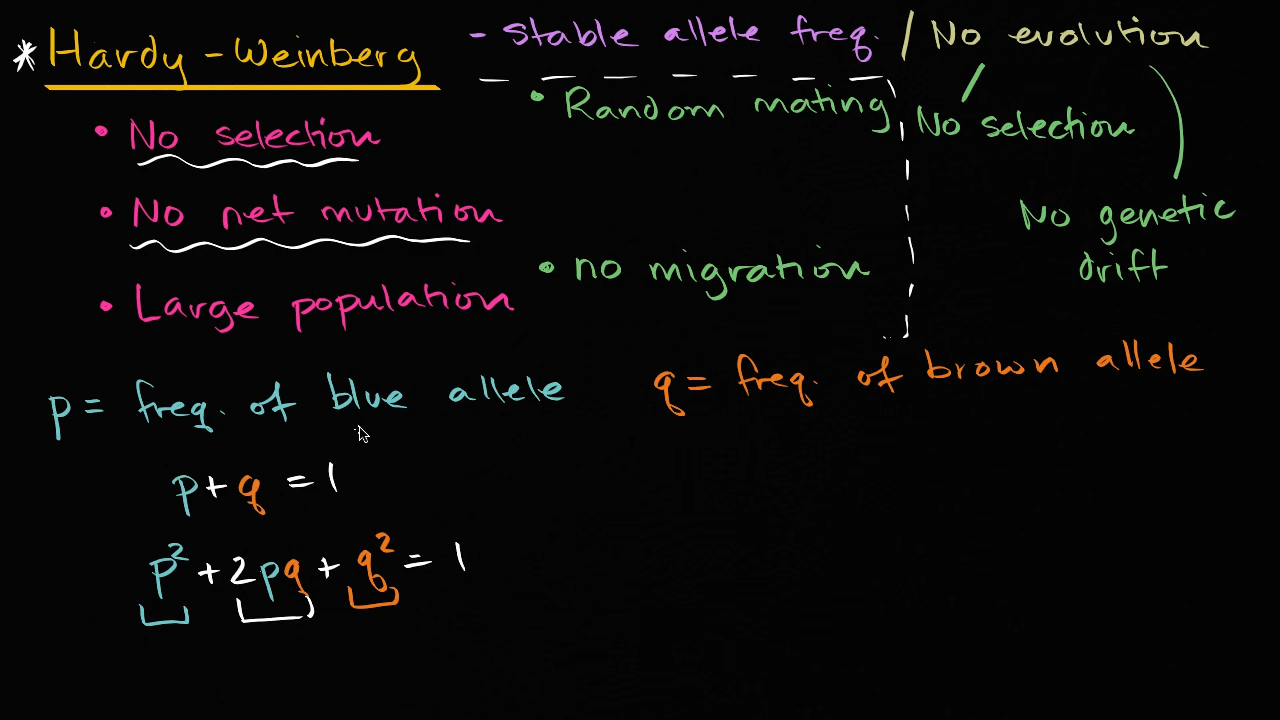 * Hardy-Weinberg - stable allele freq. / No evolution
• Random mating
No selection
• No selection
• No net mutation
No genetic
drift
• no migration
• Large population
p = freq. of blue allele
q = freq. of brown allele
p + q = 1
p² + 2pq + q² = 1